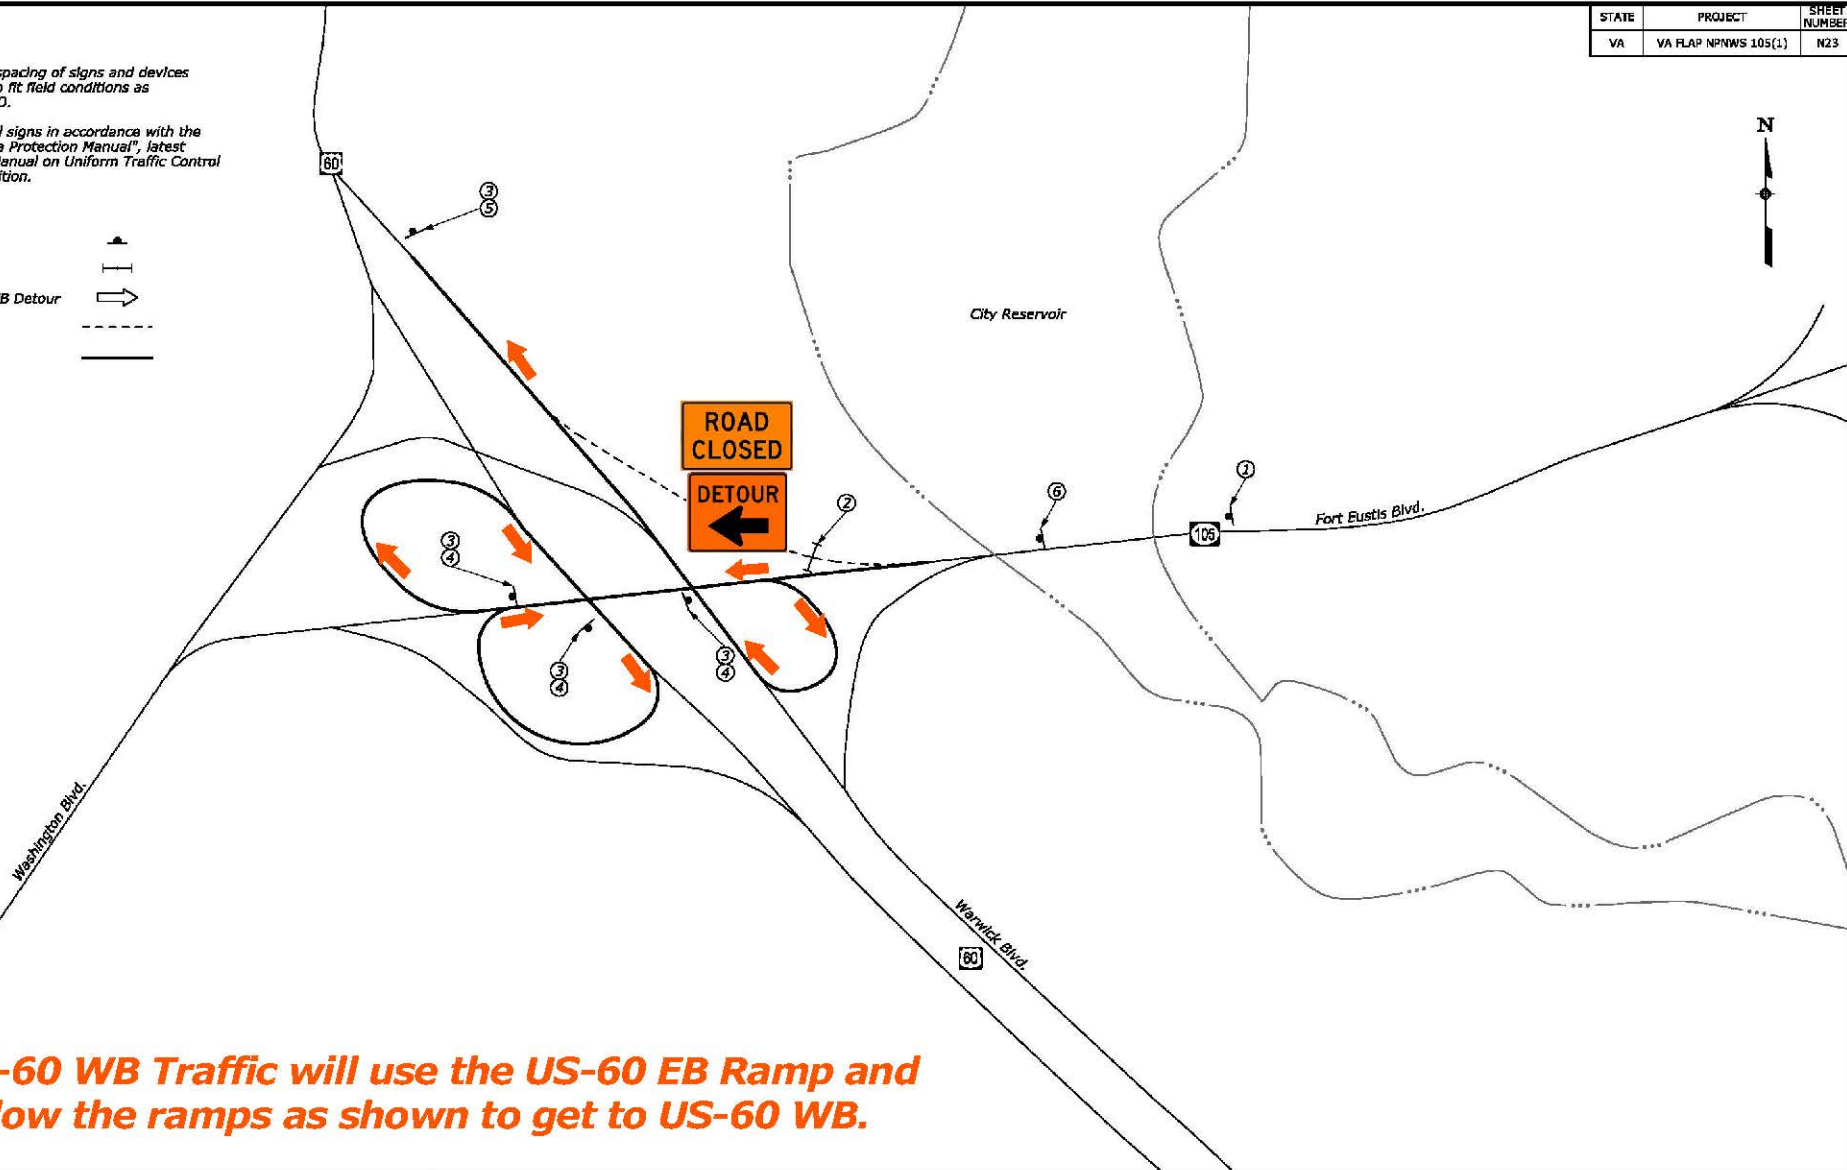 STATE PROJECT SHEET NUMBER
VA VA FLAP NPNWS 105(1) N23
spacing of signs and devices
fit field conditions as
signs in accordance with the
Protection Manual", latest
Manual on Uniform Traffic Control
N
60
3
5
B Detour
City Reservoir
ROAD
CLOSED
DETOUR
1
6
2
Fort Eustis Blvd.
105
3
4
3
4
3
4
Washington Blvd.
Warwick Blvd.
60
-60 WB Traffic will use the US-60 EB Ramp and
low the ramps as shown to get to US-60 WB.